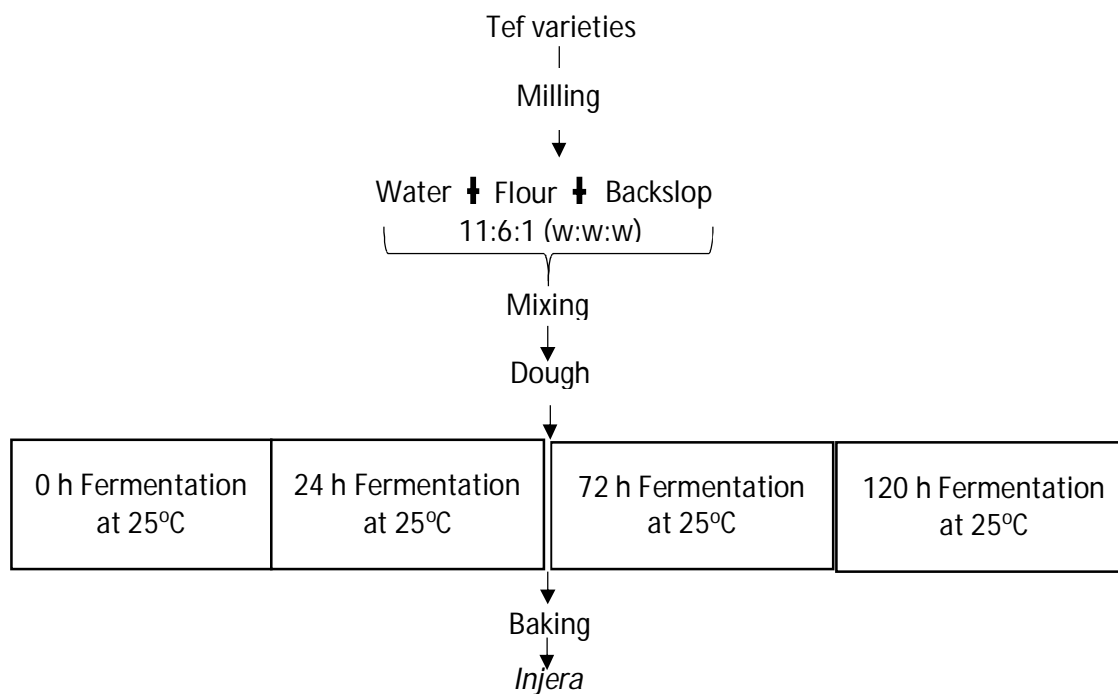 Tef varieties
Milling
Water + Flour + Backslop
11:6:1 (w:w:w)
Mixing
Dough
0 h Fermentation
at 25ºC
24 h Fermentation
at 25ºC
72 h Fermentation
at 25ºC
120 h Fermentation
at 25ºC
Baking
Injera